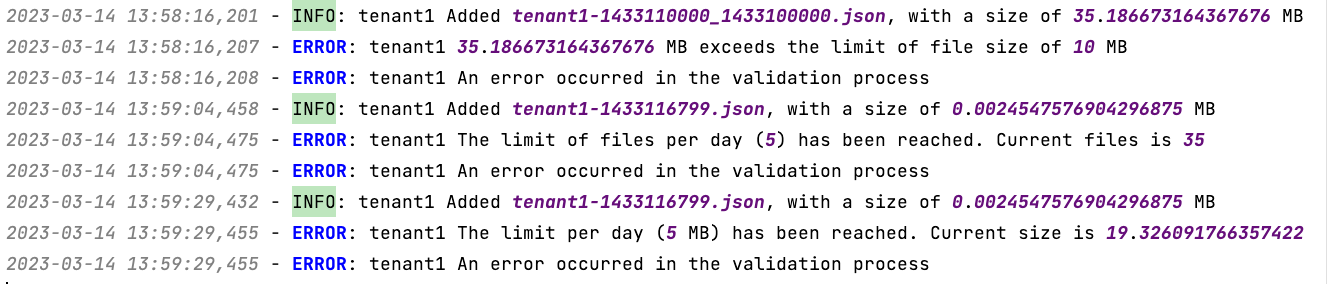 2023-03-14 13:58:16,201 - INFO: tenant1 Added tenant1-1433110000_1433100000.json, with a size of 35.186673164367676 MB
2023-03-14 13:58:16,207 - ERROR: tenant1 35.186673164367676 MB exceeds the limit of file size of 10 MB
2023-03-14 13:58:16,208 - ERROR: tenant1 An error occurred in the validation process
2023-03-14 13:59:04,458 - INFO: tenant1 Added tenant1-1433116799.json, with a size of 0.0024547576904296875 MB
2023-03-14 13:59:04,475 - ERROR: tenant1 The limit of files per day (5) has been reached. Current files is 35
2023-03-14 13:59:04,475 - ERROR: tenant1 An error occurred in the validation process
2023-03-14 13:59:29,432 - INFO: tenant1 Added tenant1-1433116799.json, with a size of 0.0024547576904296875 MB
2023-03-14 13:59:29,455 - ERROR: tenant1 The limit per day (5 MB) has been reached. Current size is 19.326091766357422
2023-03-14 13:59:29,455 - ERROR: tenant1 An error occurred in the validation process